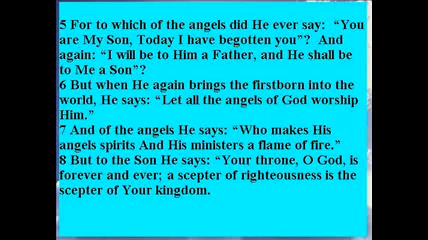 5 For to which of the angels did He ever say:  “You
are My Son, Today I have begotten you”?  And
again: “I will be to Him a Father, and He shall be
to Me a Son”?
6 But when He again brings the firstborn into the
world, He says: “Let all the angels of God worship
Him.”
7 And of the angels He says: “Who makes His
angels spirits And His ministers a flame of fire.”
8 But to the Son He says: “Your throne, O God, is
forever and ever; a scepter of righteousness is the
scepter of Your kingdom.